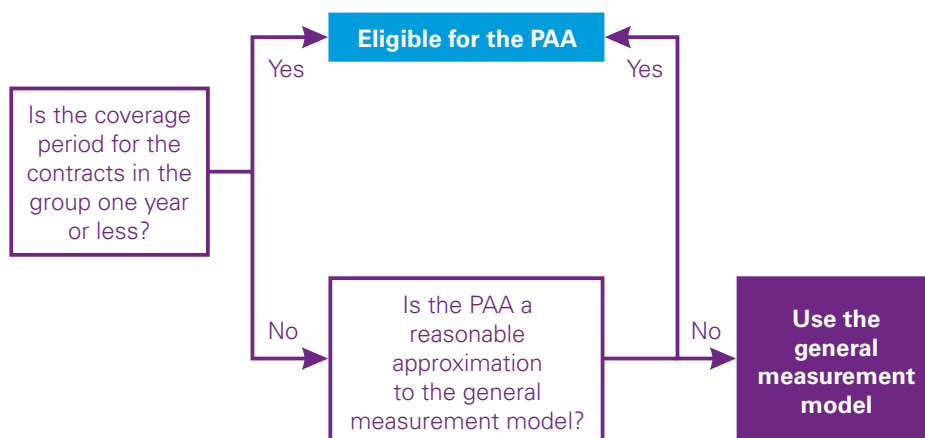 Eligible for the PAA
Yes
Yes
Is the coverage
period for the
contracts in the
group one year
or less?
No
Is the PAA a
reasonable
approximation
to the general
measurement model?
No
Use the
general
measurement
model